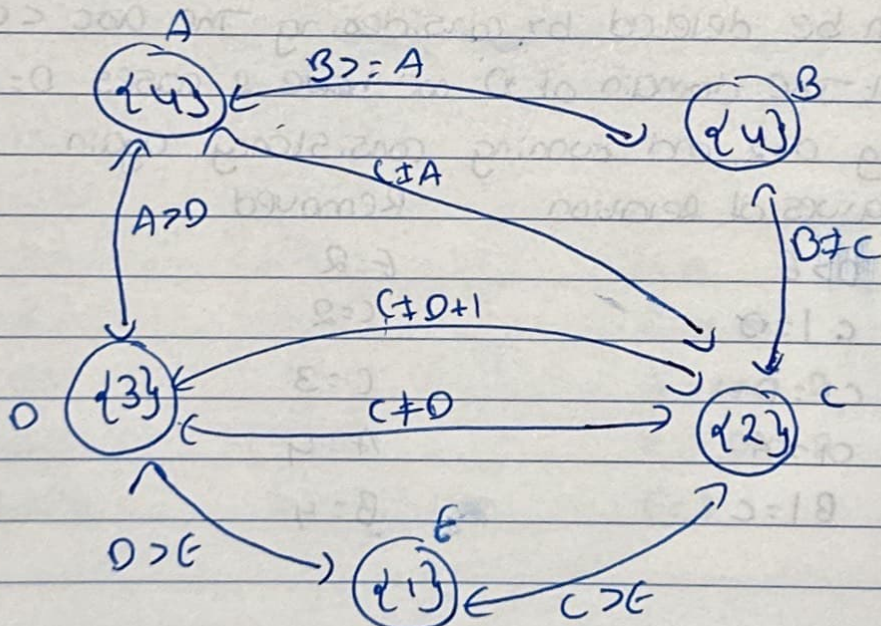 A
{4}
B>=A
B
{4}
C≠A
A>D
B≠C
C≠D+1
D
{3}
C≠D
C
{2}
D>E
E
{1}
C>E